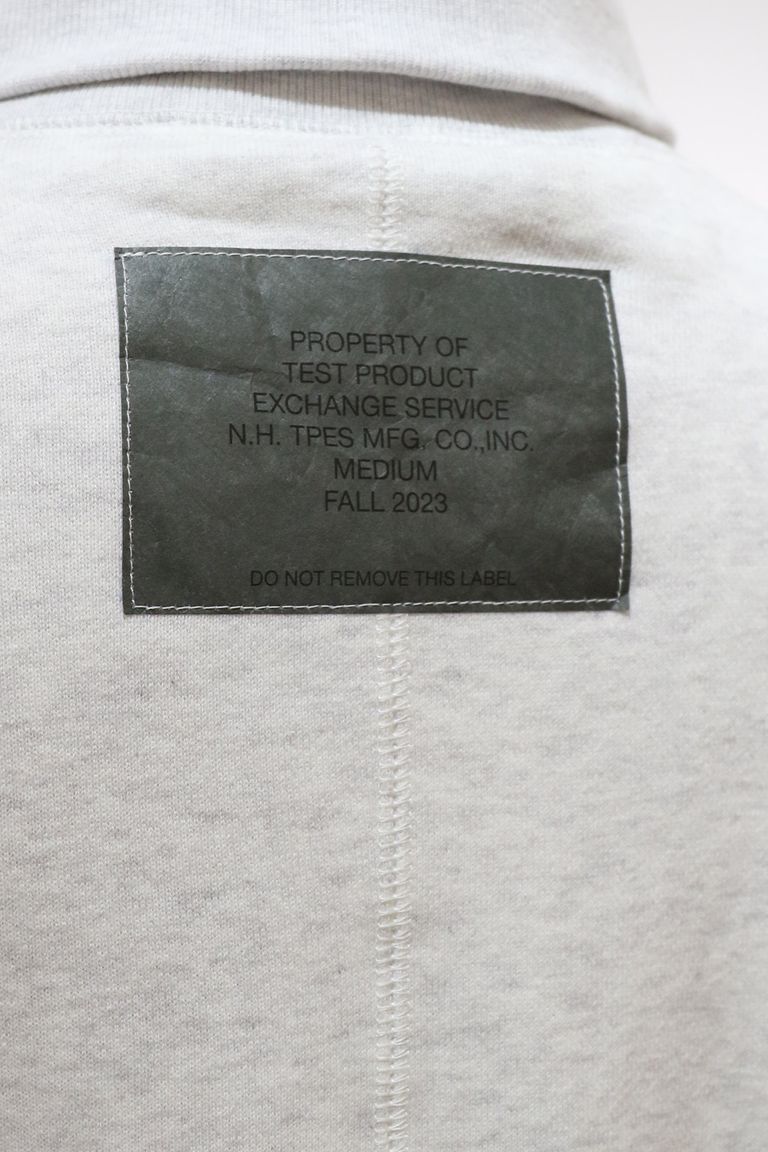 PROPERTY OF
TEST PRODUCT
EXCHANGE SERVICE
N.H. TPES MFG. CO.,INC.
MEDIUM
FALL 2023
DO NOT REMOVE THIS LABEL